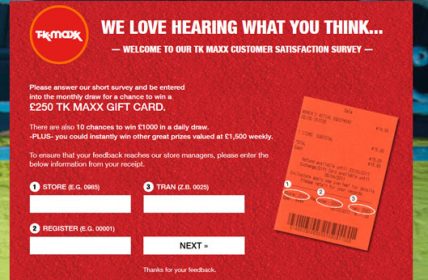 TK·maxx
WE LOVE HEARING WHAT YOU THINK...
— WELCOME TO OUR TK MAXX CUSTOMER SATISFACTION SURVEY —
Please answer our short survey and be entered
into the monthly draw for a chance to win a
£250 TK MAXX GIFT CARD.
There are also 10 chances to win £1000 in a daily draw.
-PLUS- you could instantly win other great prizes valued at £1,500 weekly.
To ensure that your feedback reaches our store managers, please enter the
below information from your receipt.
1 STORE (E.G. 0985)
3 TRAN (Z.B. 0025)
2 REGISTER (E.G. 00001)
NEXT »
Thanks for your feedback.
TOTAL
1
2
3